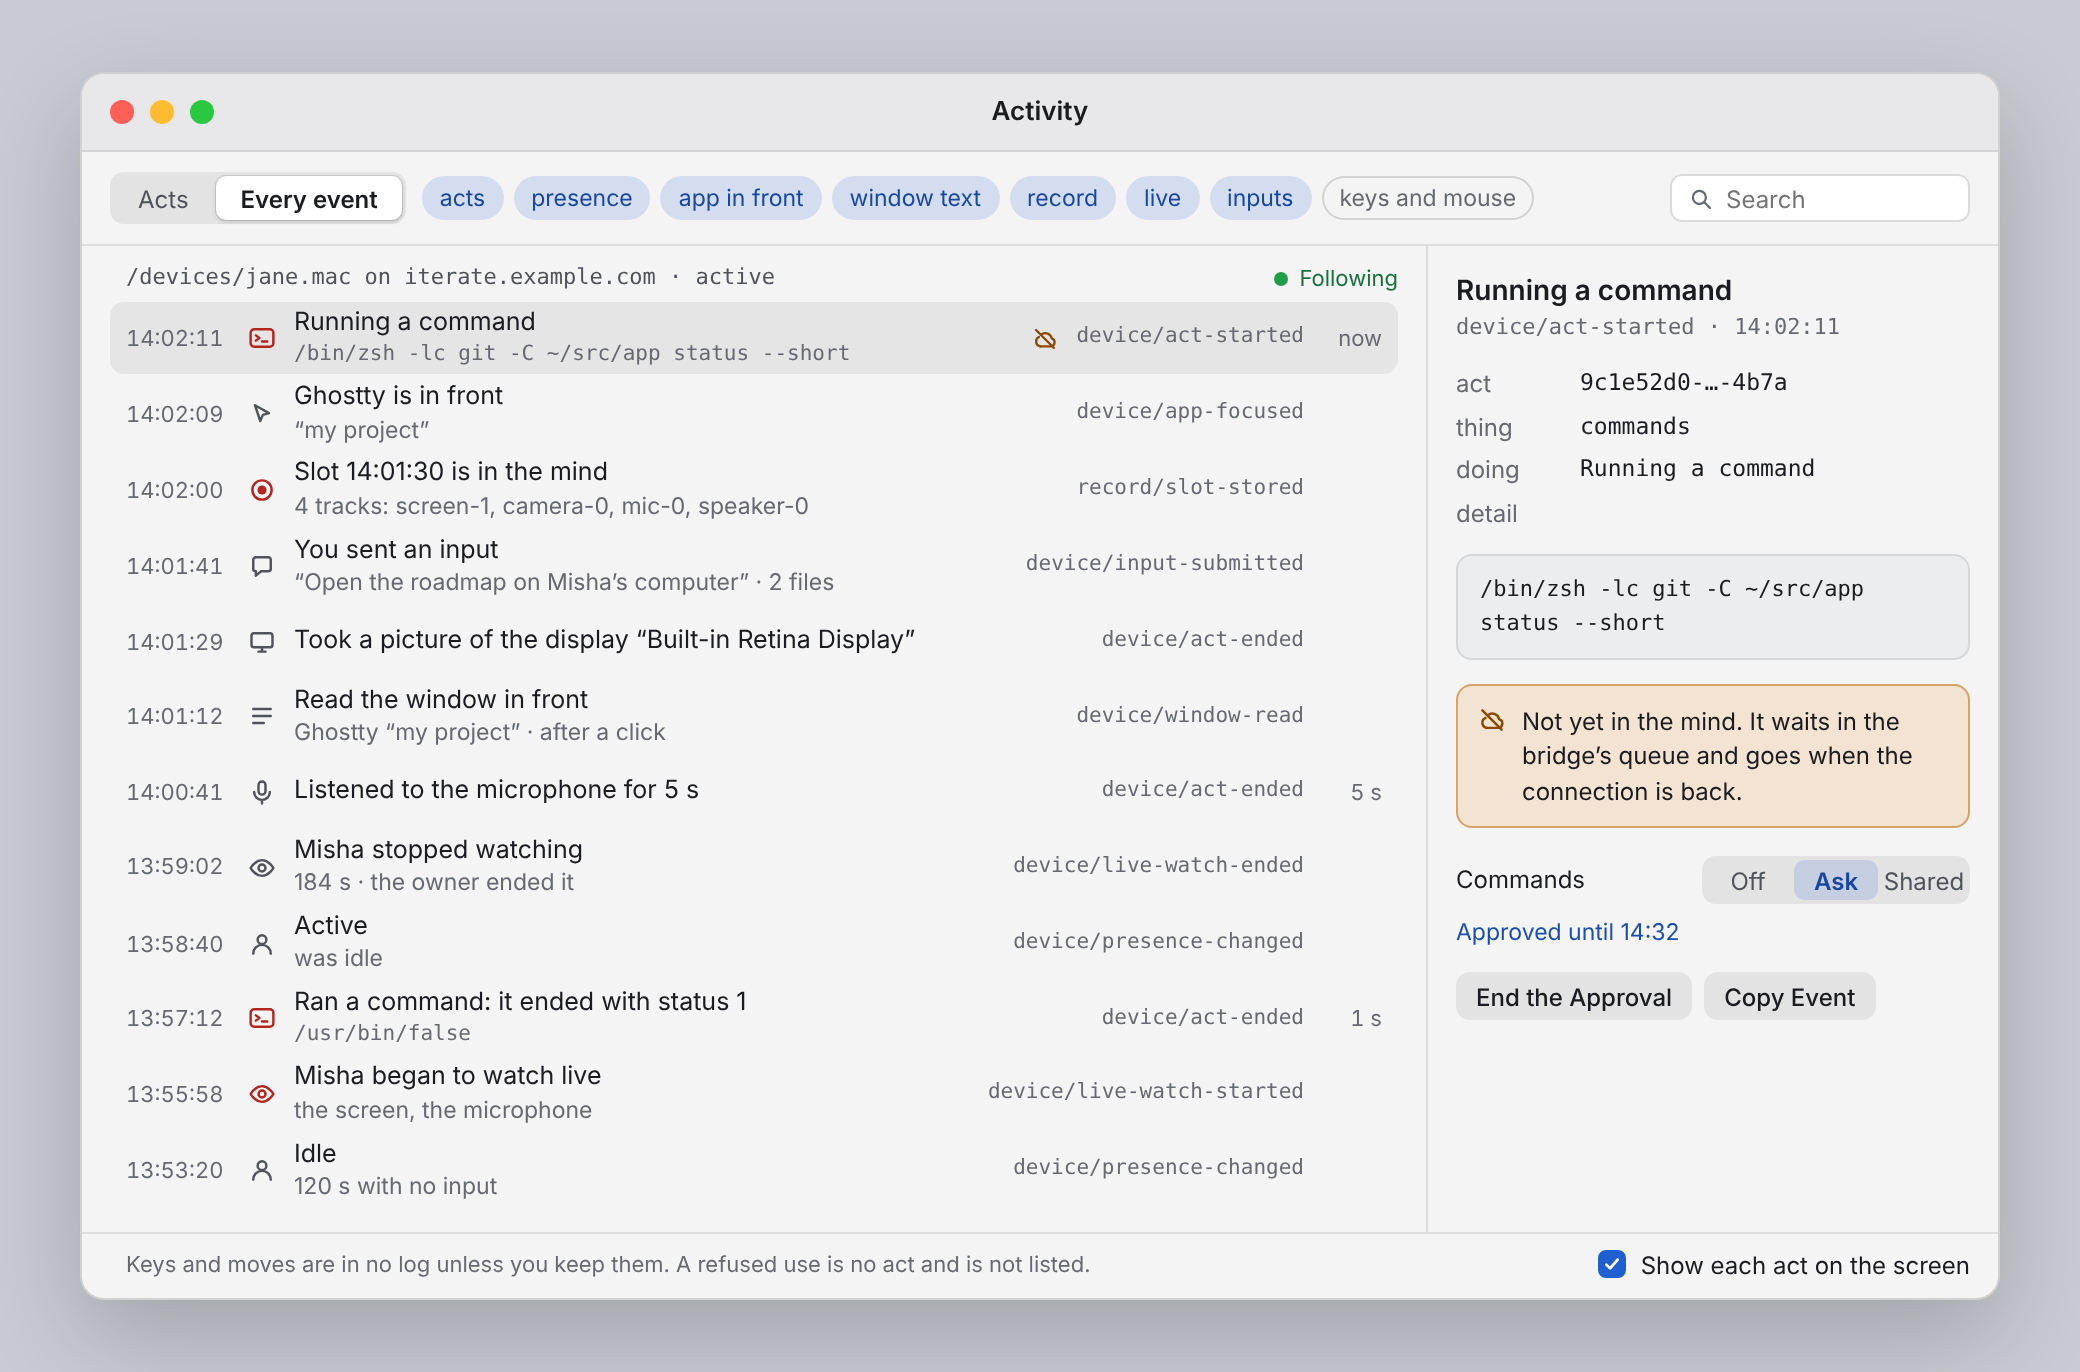 Activity
Acts
Every event
acts
presence
app in front
window text
record
live
inputs
keys and mouse
Search
/devices/jane.mac on iterate.example.com · active
Following
14:02:11
Running a command
/bin/zsh -lc git -C ~/src/app status --short
device/act-started
now
14:02:09
Ghostty is in front
“my project”
device/app-focused
14:02:00
Slot 14:01:30 is in the mind
4 tracks: screen-1, camera-0, mic-0, speaker-0
record/slot-stored
14:01:41
You sent an input
“Open the roadmap on Misha’s computer” · 2 files
device/input-submitted
14:01:29
Took a picture of the display “Built-in Retina Display”
device/act-ended
14:01:12
Read the window in front
Ghostty “my project” · after a click
device/window-read
14:00:41
Listened to the microphone for 5 s
device/act-ended
5 s
13:59:02
Misha stopped watching
184 s · the owner ended it
device/live-watch-ended
13:58:40
Active
was idle
device/presence-changed
13:57:12
Ran a command: it ended with status 1
/usr/bin/false
device/act-ended
1 s
13:55:58
Misha began to watch live
the screen, the microphone
device/live-watch-started
13:53:20
Idle
120 s with no input
device/presence-changed
Running a command
device/act-started · 14:02:11
act
9c1e52d0-…-4b7a
thing
commands
doing
Running a command
detail
/bin/zsh -lc git -C ~/src/app
status --short
Not yet in the mind. It waits in the
bridge’s queue and goes when the
connection is back.
Commands
Off
Ask
Shared
Approved until 14:32
End the Approval
Copy Event
Keys and moves are in no log unless you keep them. A refused use is no act and is not listed.
Show each act on the screen